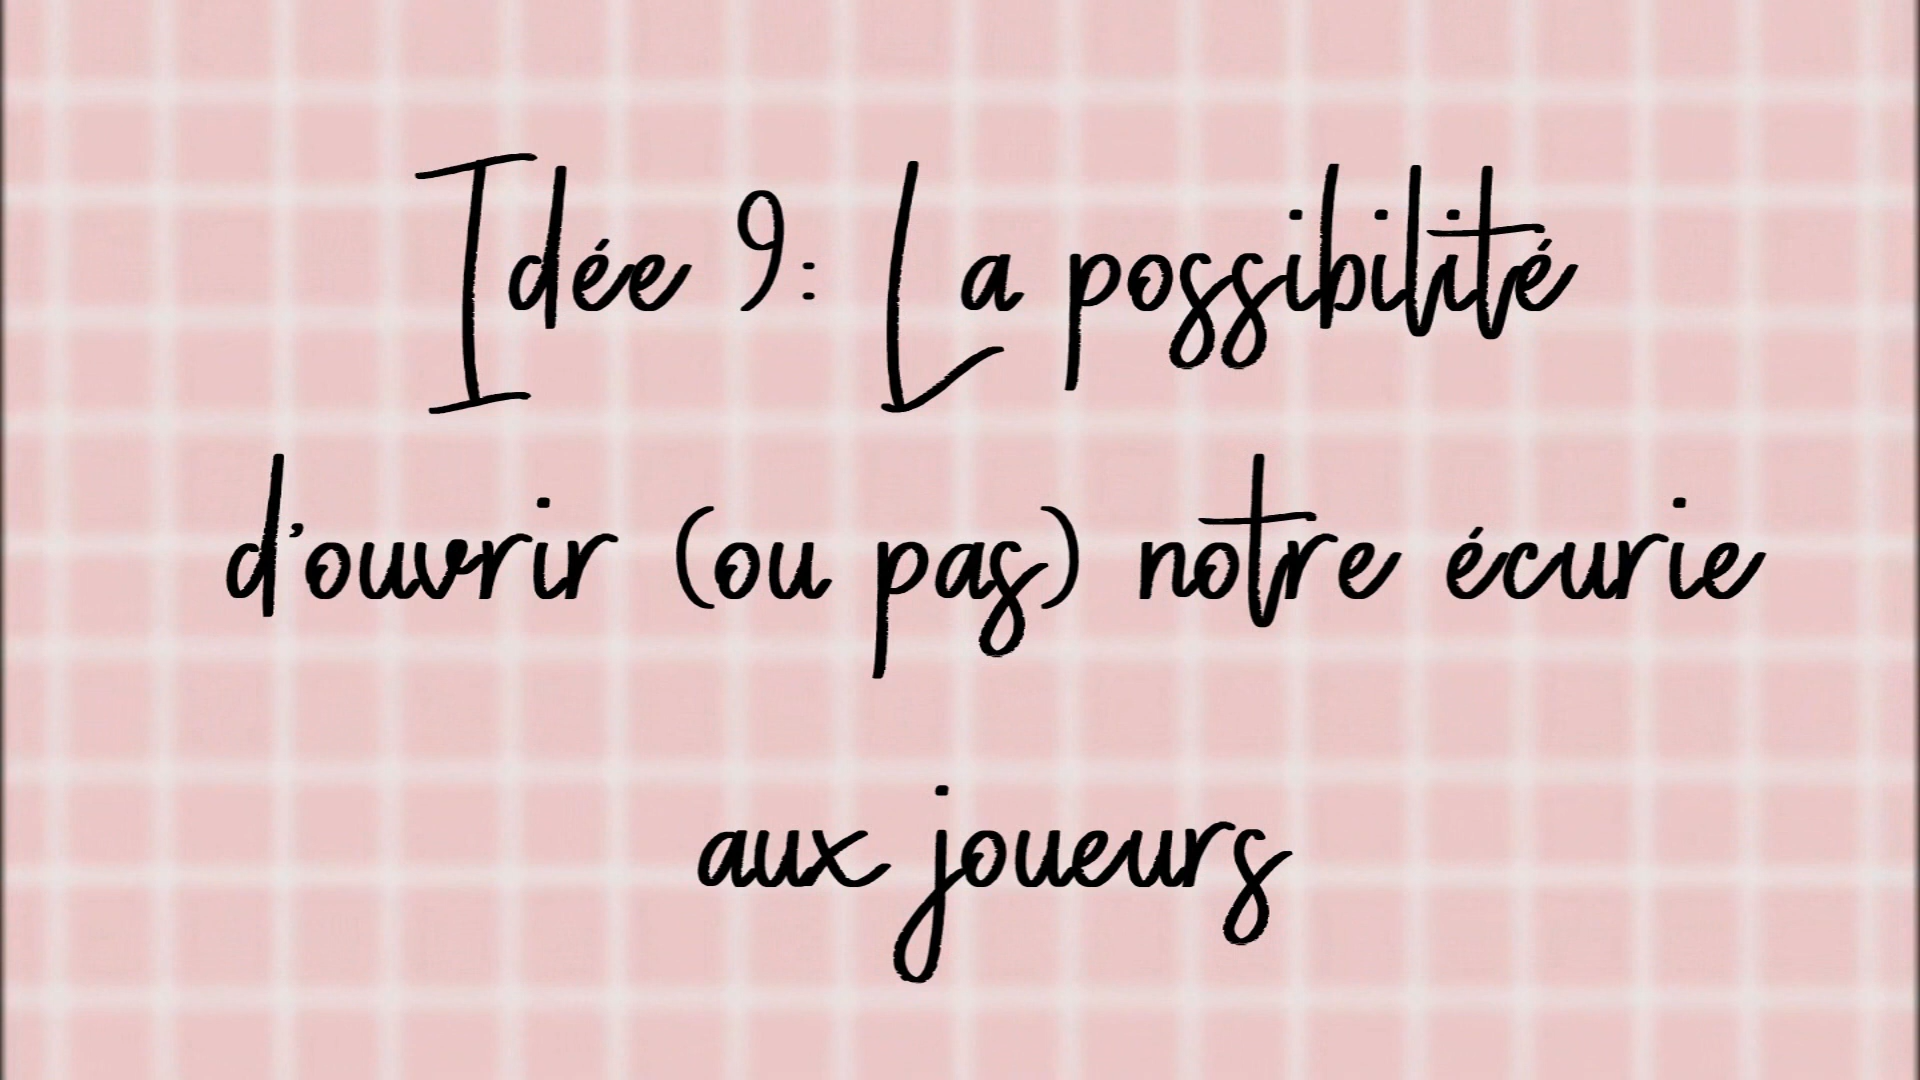 Idée 9: La possibilité
d'ouvrir (ou pas) notre écurie
aux joueurs